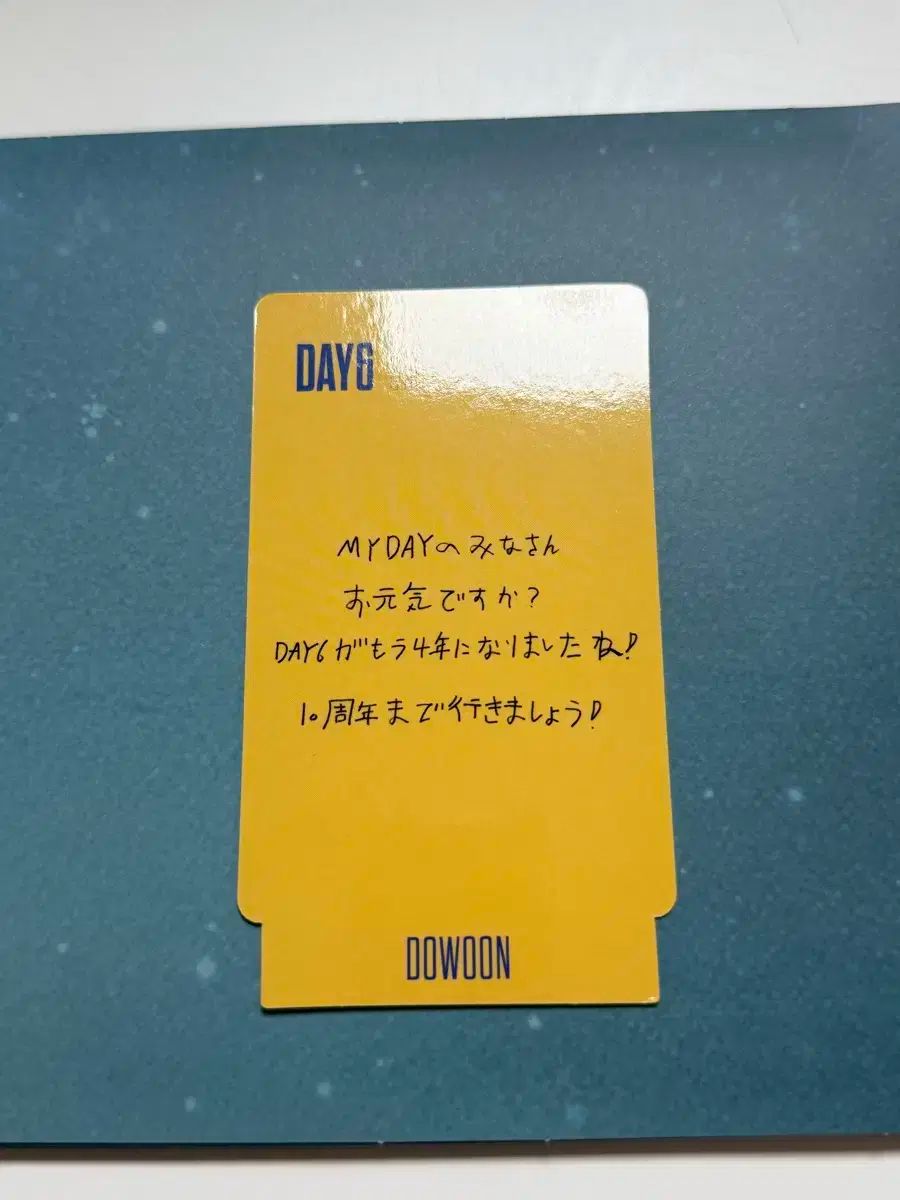 DAY6
MYDAYのみなさん
お元気ですか？
DAY6がもう4年になりましたね！
10周年まで行きましょう！
DOWOON